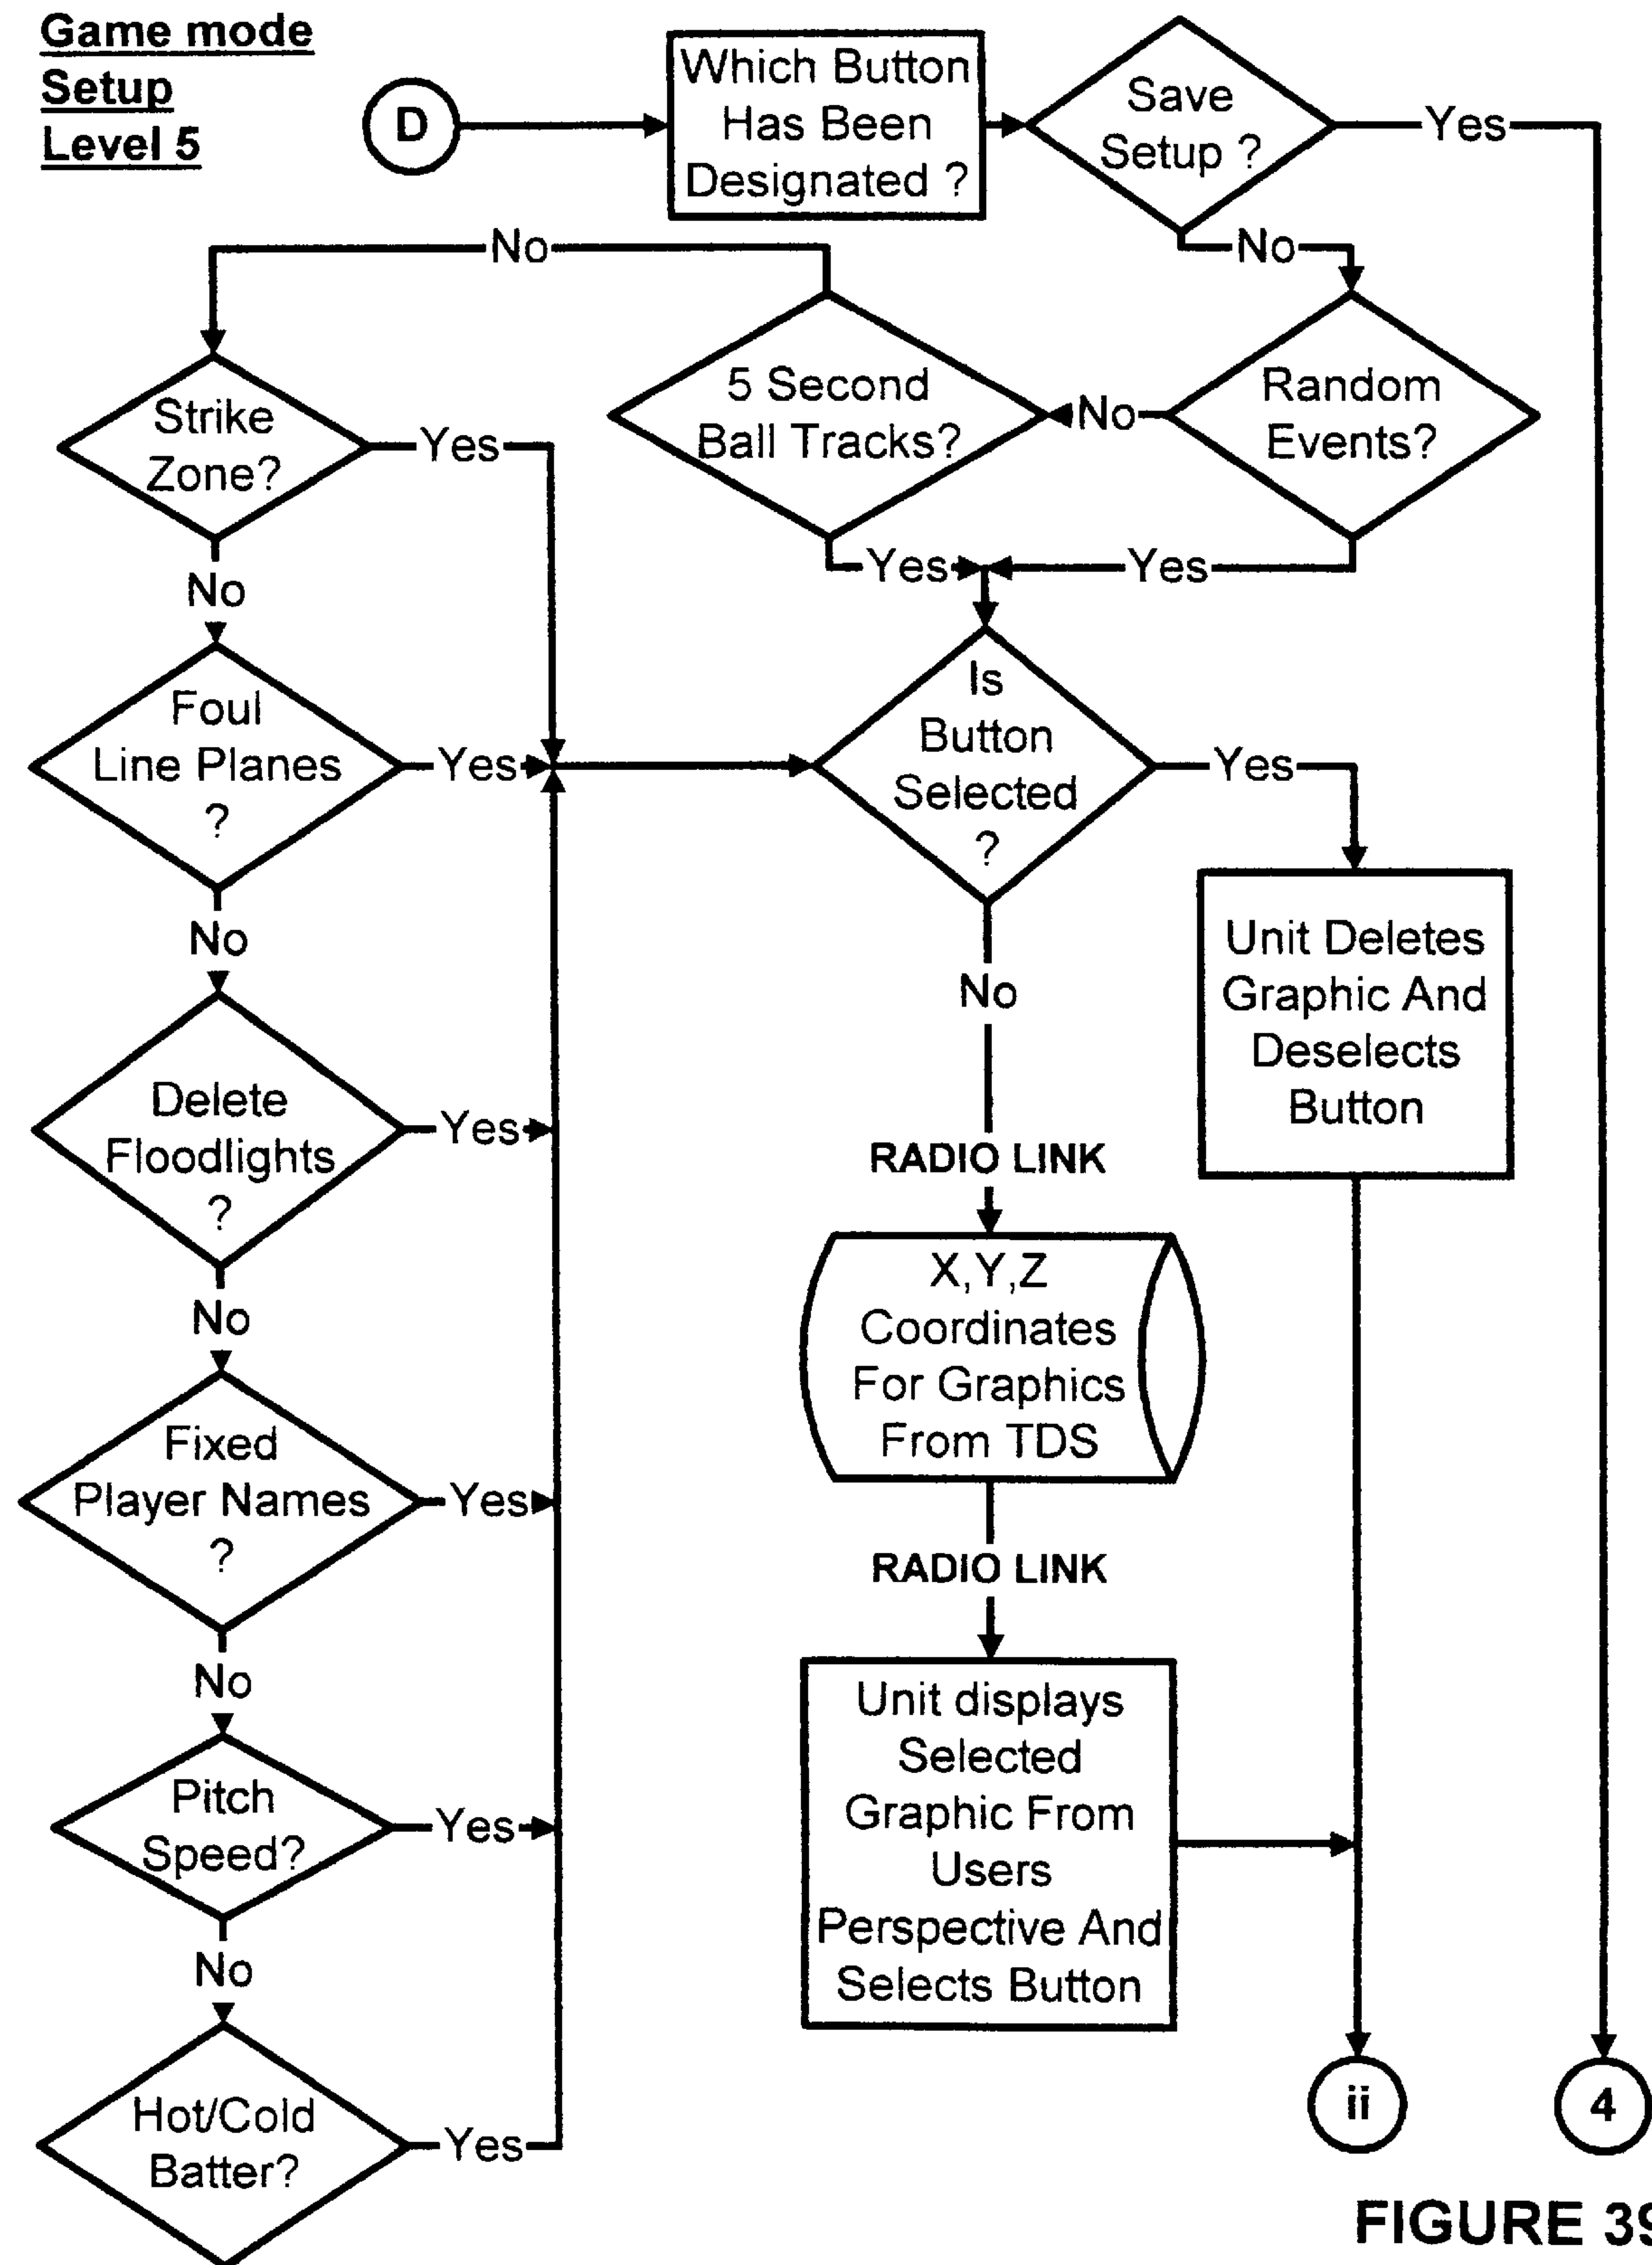 Game mode
Setup
Level 5
D
Which Button
Has Been
Designated ?
Save
Setup ?
Yes
No
No
Random
Events?
No
5 Second
Ball Tracks?
Strike
Zone?
Yes
Yes
Yes
No
Foul
Line Planes
?
Yes
Is
Button
Selected
?
Yes
No
No
Unit Deletes
Graphic And
Deselects
Button
Delete
Floodlights
?
Yes
RADIO LINK
No
X,Y,Z
Coordinates
For Graphics
From TDS
Fixed
Player Names
?
Yes
RADIO LINK
No
Unit displays
Selected
Graphic From
Users
Perspective And
Selects Button
Pitch
Speed?
Yes
No
Hot/Cold
Batter?
Yes
ii
4
FIGURE 39